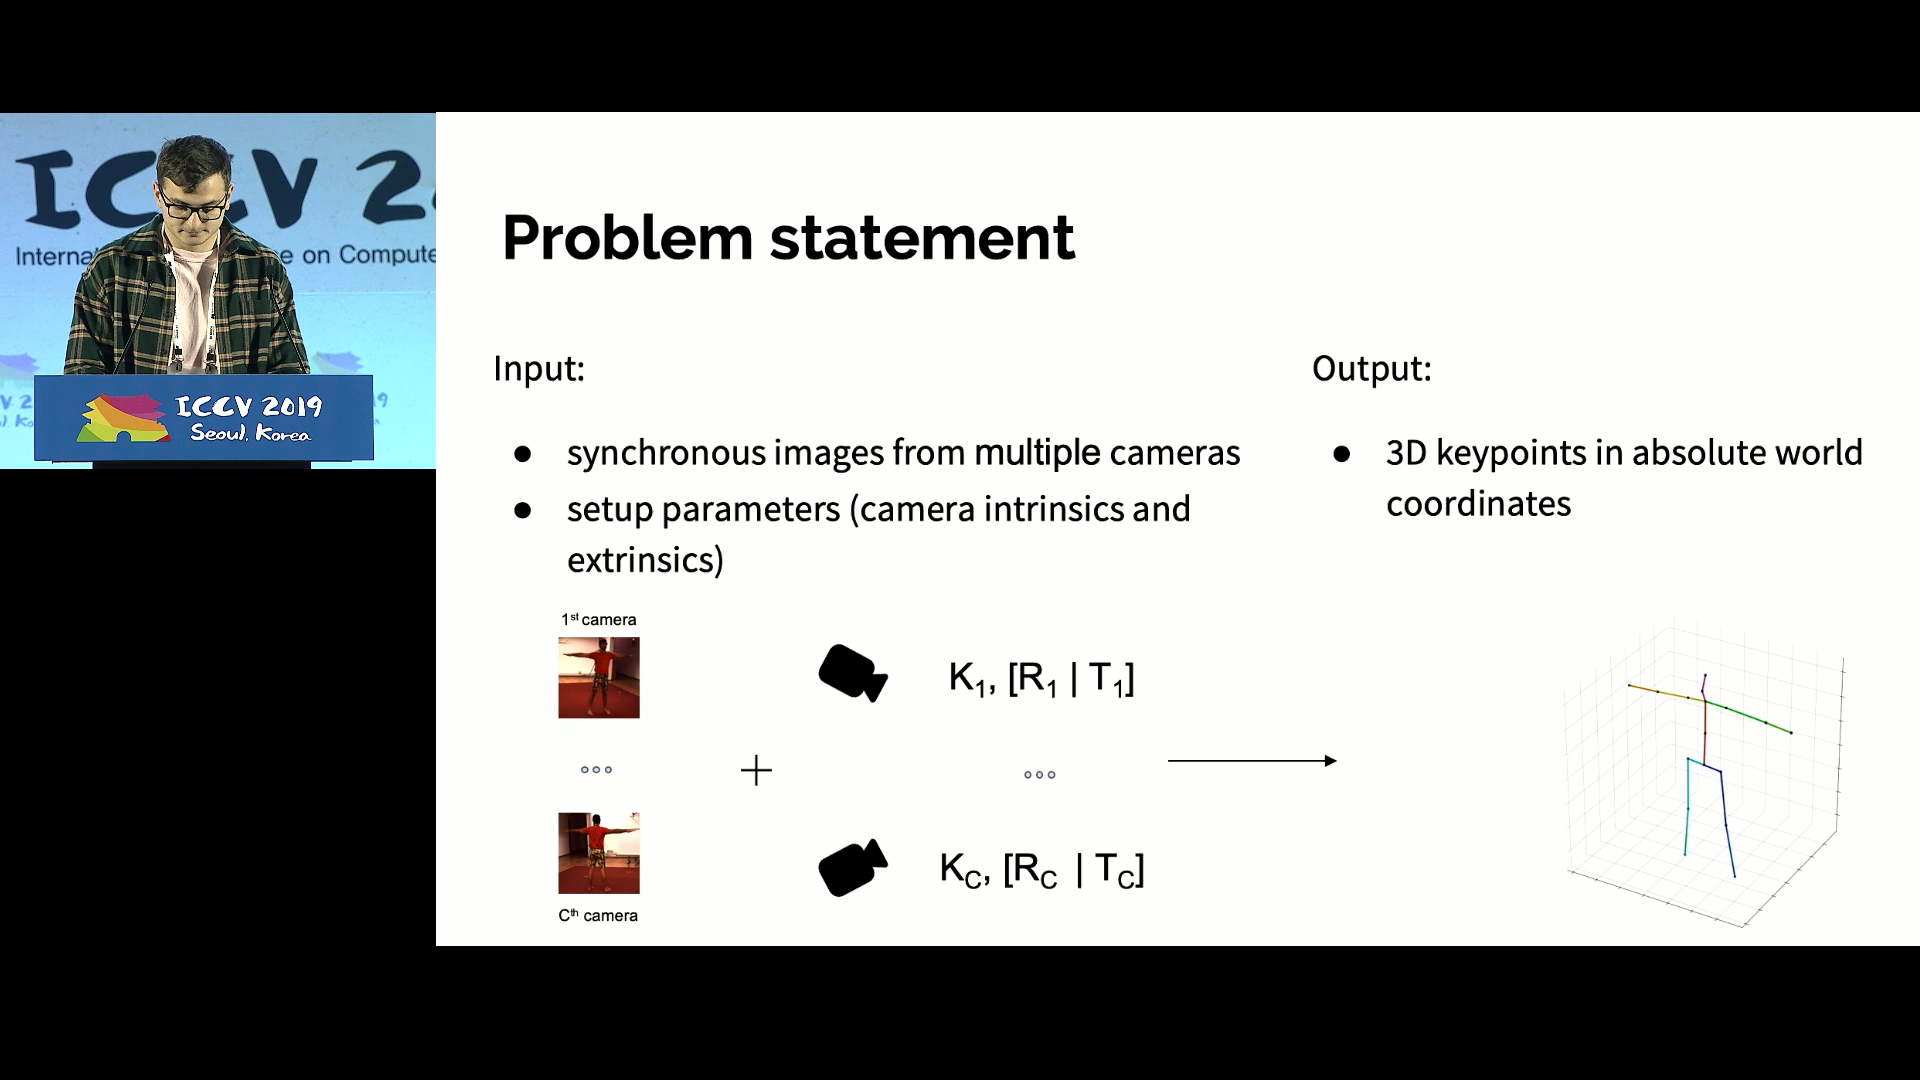 ICCV 2
Interna e on Compute
ICCV 2019
Seoul, Korea
Problem statement
Input:
● synchronous images from multiple cameras
● setup parameters (camera intrinsics and
extrinsics)
1st camera
+
K1, [R1 | T1]
KC, [RC | TC]
Cth camera
Output:
● 3D keypoints in absolute world
coordinates